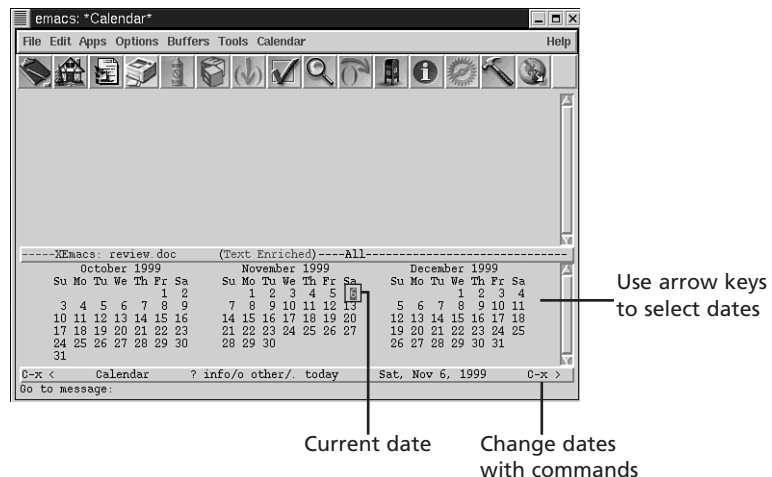 emacs: *Calendar*
File Edit Apps Options Buffers Tools Calendar Help
-----XEmacs: review.doc (Text Enriched)----All-----------------------------
October 1999 November 1999 December 1999
Su Mo Tu We Th Fr Sa Su Mo Tu We Th Fr Sa Su Mo Tu We Th Fr Sa
1 2 1 2 3 4 5 6 1 2 3 4
3 4 5 6 7 8 9 7 8 9 10 11 12 13 5 6 7 8 9 10 11
10 11 12 13 14 15 16 14 15 16 17 18 19 20 12 13 14 15 16 17 18
17 18 19 20 21 22 23 21 22 23 24 25 26 27 19 20 21 22 23 24 25
24 25 26 27 28 29 30 28 29 30 26 27 28 29 30 31
31
C-x < Calendar ? info/o other/. today Sat, Nov 6, 1999 C-x >
Go to message:
Use arrow keys
to select dates
Current date
Change dates
with commands